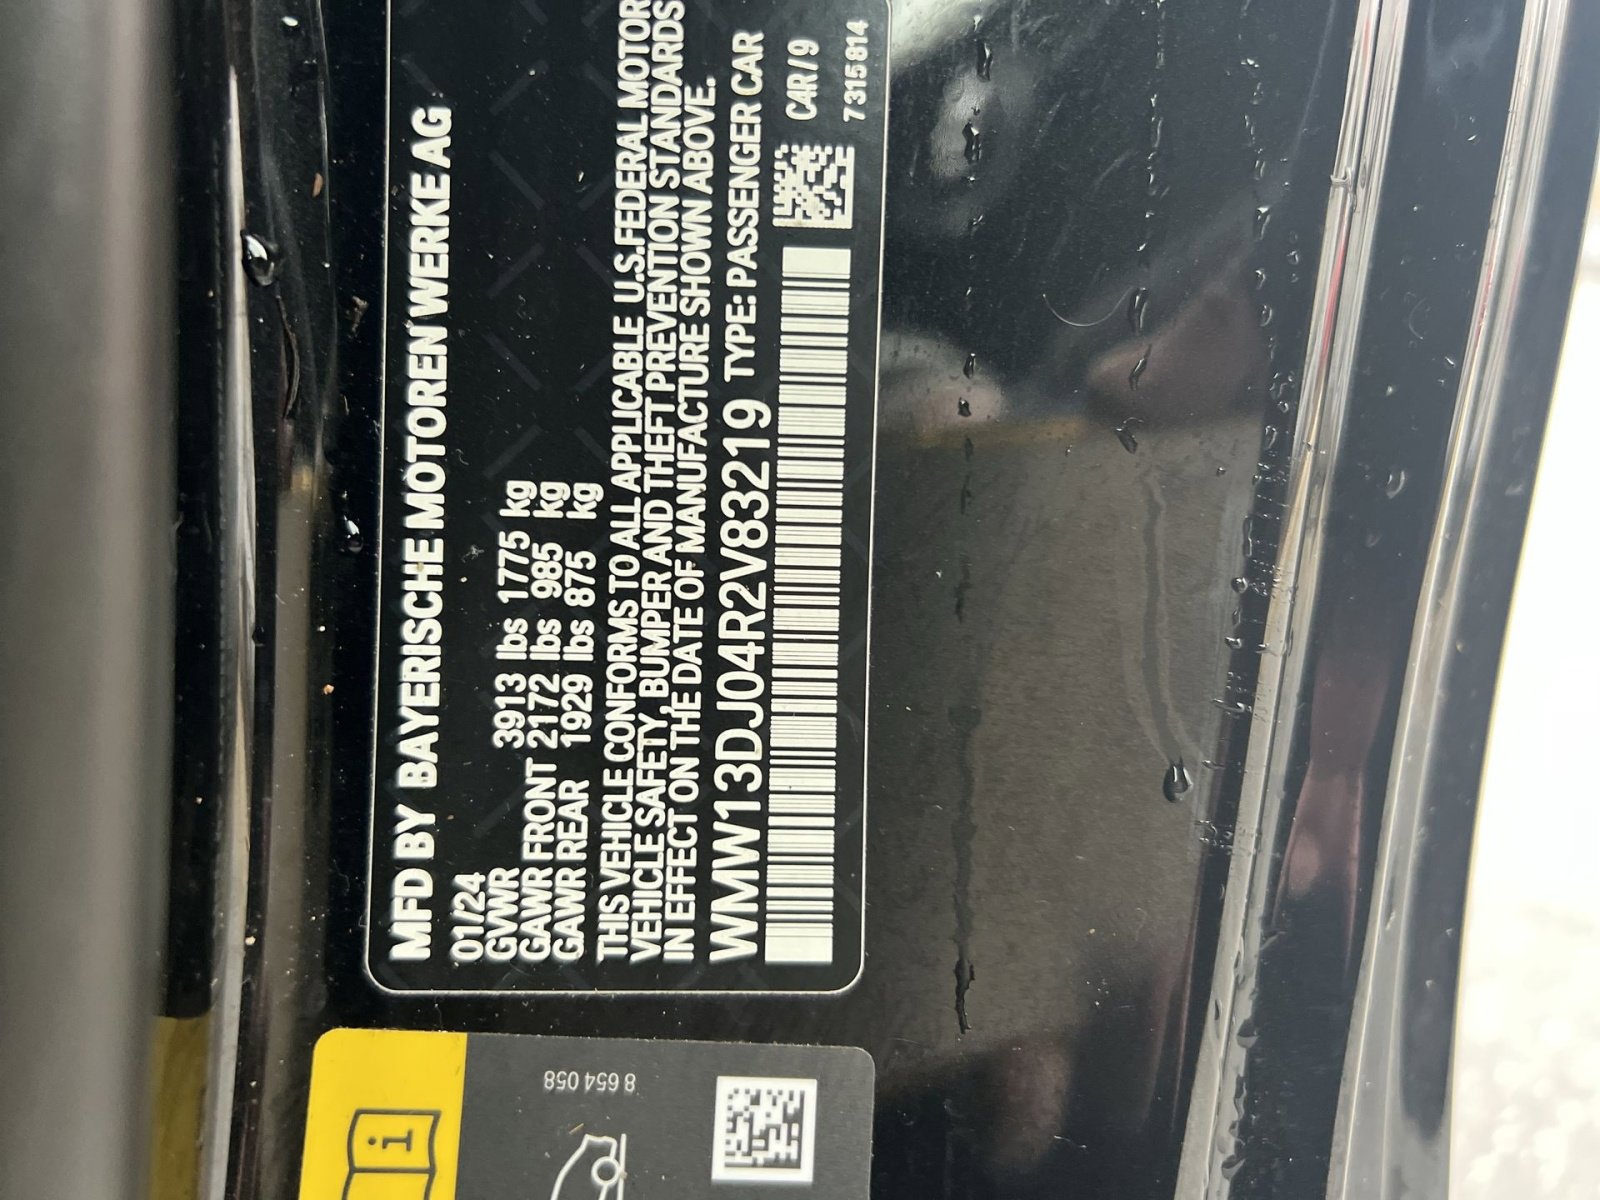 MFD BY BAYERISCHE MOTOREN WERKE AG
01/24
GVWR 3913 lbs 1775 kg
GAWR FRONT 2172 lbs 985 kg
GAWR REAR 1929 lbs 875 kg
THIS VEHICLE CONFORMS TO ALL APPLICABLE U.S.FEDERAL MOTOR
VEHICLE SAFETY, BUMPER AND THEFT PREVENTION STANDARDS
IN EFFECT ON THE DATE OF MANUFACTURE SHOWN ABOVE.
WMW13DJ04R2V83219 TYPE: PASSENGER CAR
C4R/9
7315814
8 654 058
i